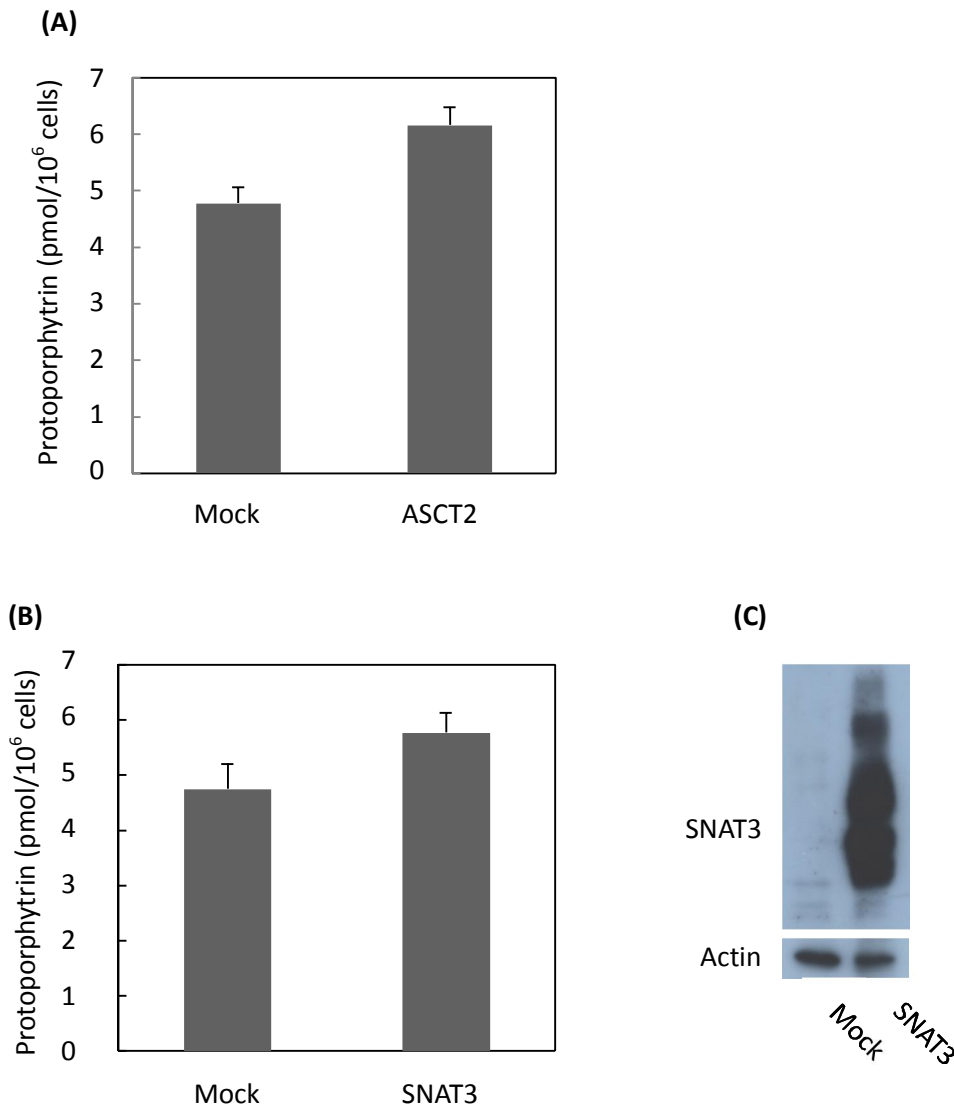 (A)
Protoporphytrin (pmol/10⁶ cells)
7
6
5
4
3
2
1
0
Mock ASCT2
(B)
Protoporphytrin (pmol/10⁶ cells)
7
6
5
4
3
2
1
0
Mock SNAT3
(C)
SNAT3
Actin
Mock
SNAT3